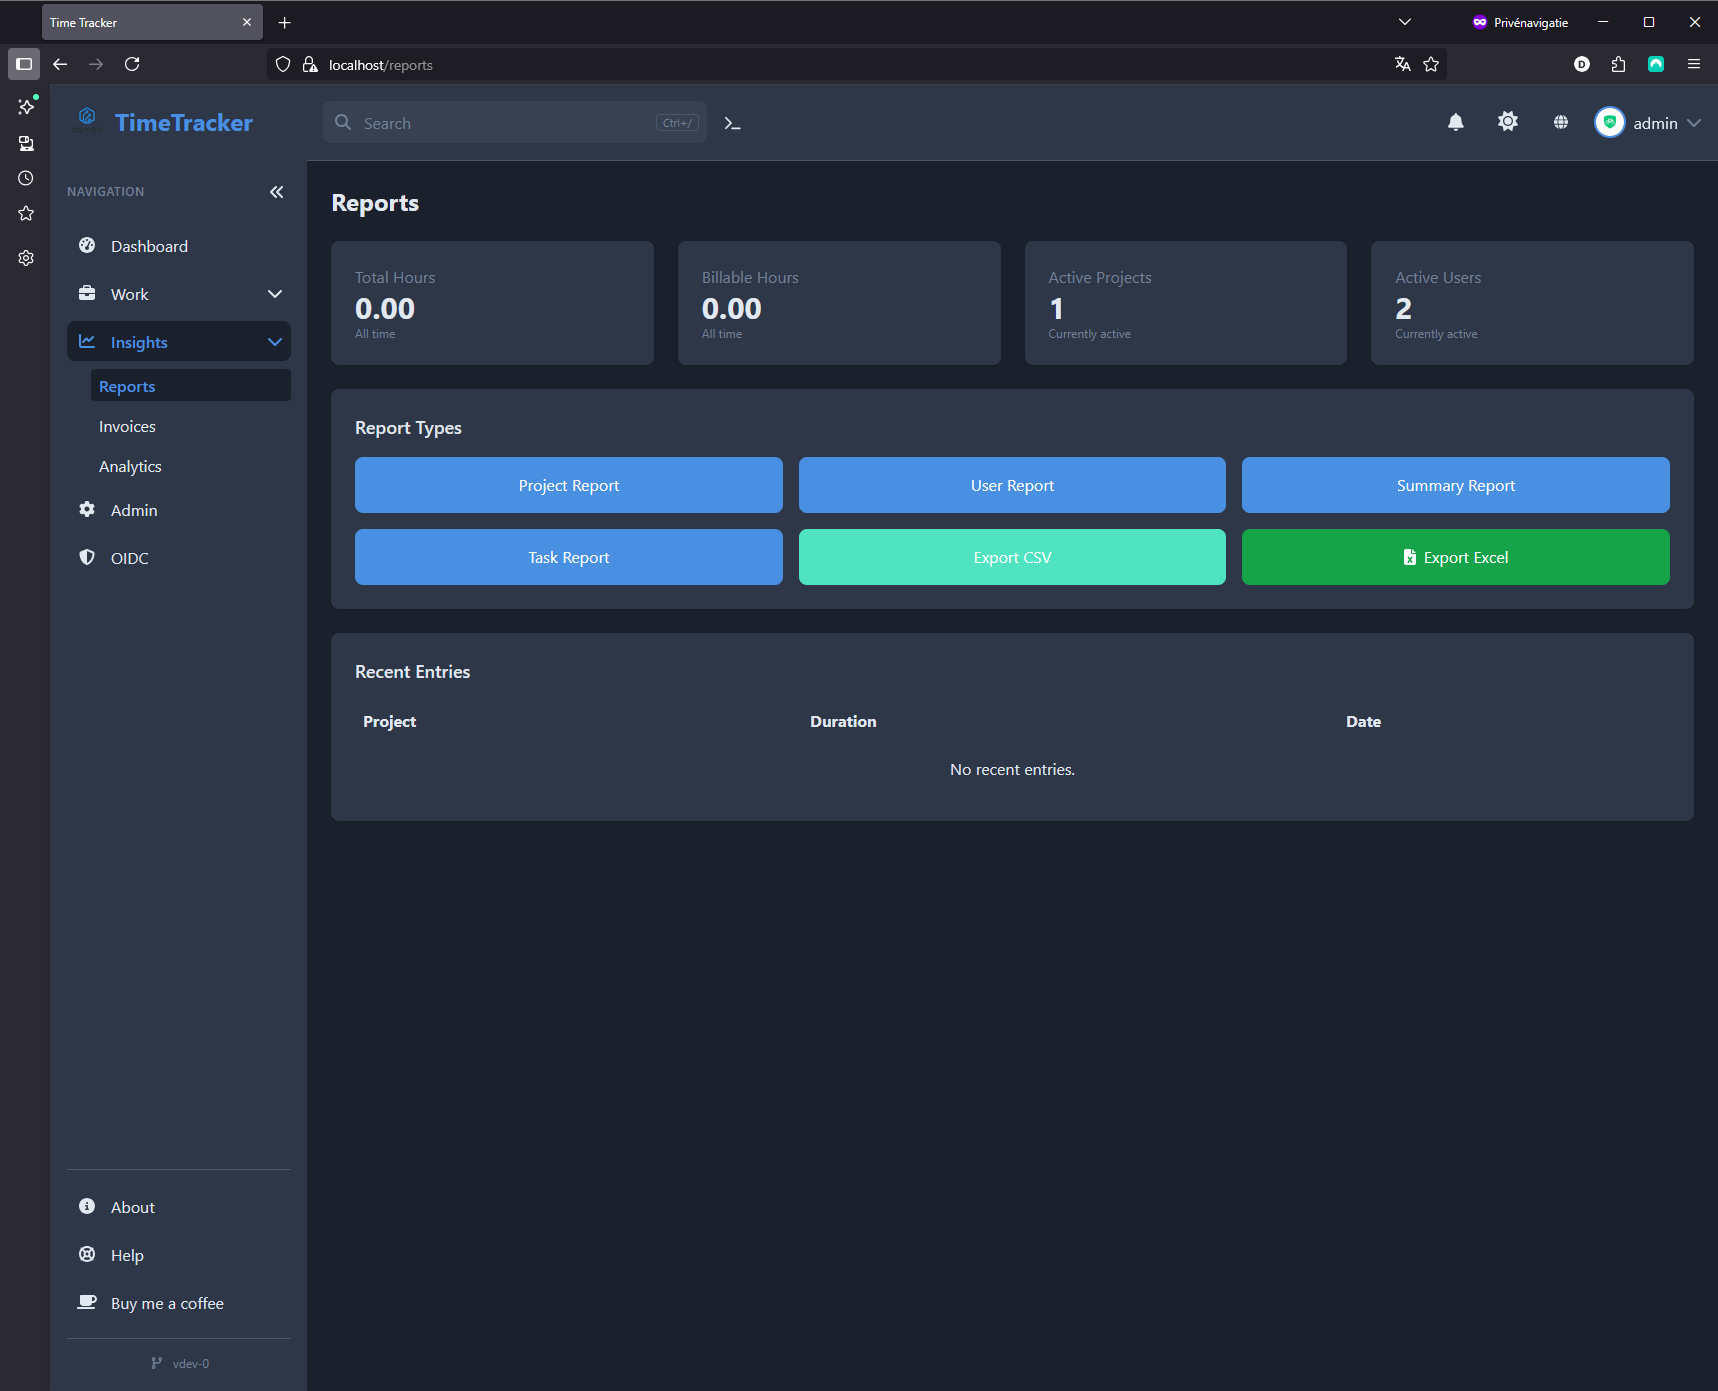 Time Tracker
Privénavigatie
localhost/reports
D
TimeTracker
Search
Ctrl+/
admin
NAVIGATION
Dashboard
Work
Insights
Reports
Invoices
Analytics
Admin
OIDC
Reports
Total Hours
0.00
All time
Billable Hours
0.00
All time
Active Projects
1
Currently active
Active Users
2
Currently active
Report Types
Project Report
User Report
Summary Report
Task Report
Export CSV
Export Excel
Recent Entries
Project Duration Date
No recent entries.
About
Help
Buy me a coffee
vdev-0